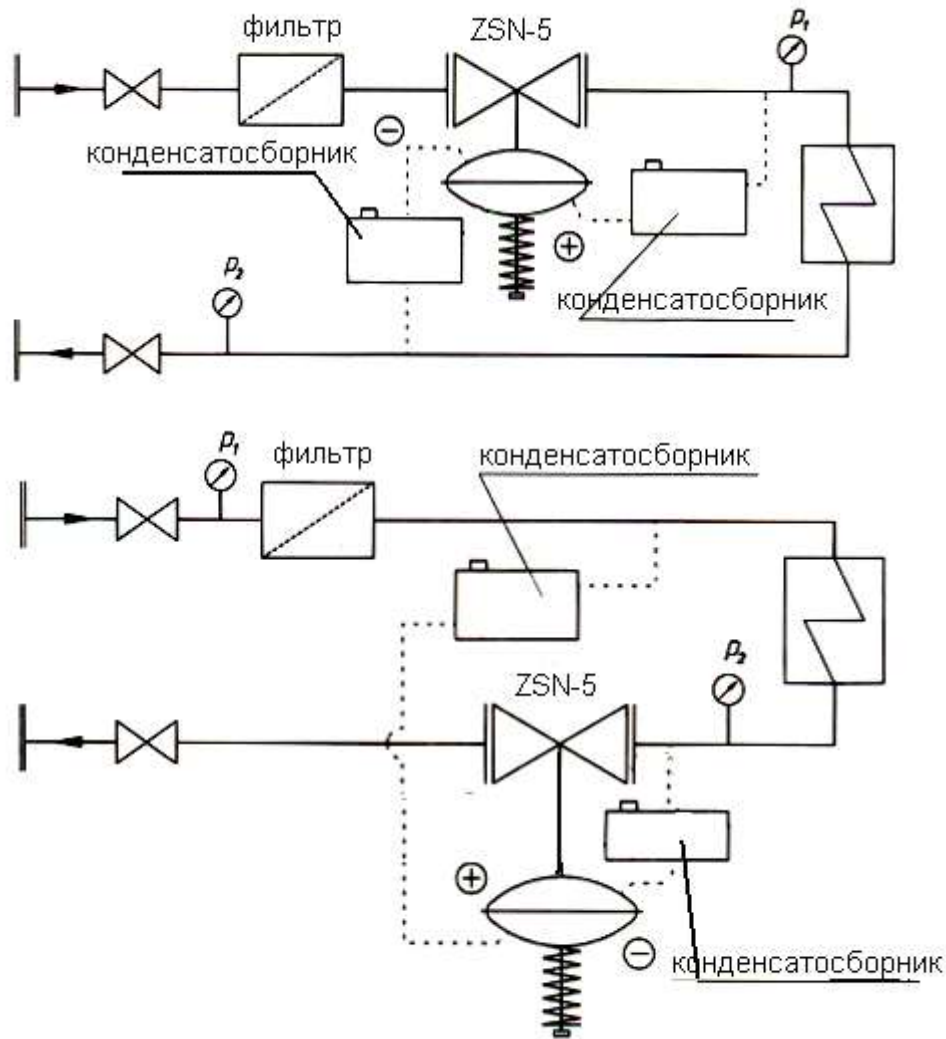 фильтр
ZSN-5
p₁
−
конденсатосборник
+
конденсатосборник
p₂
p₁
фильтр
конденсатосборник
ZSN-5
p₂
+
−
конденсатосборник